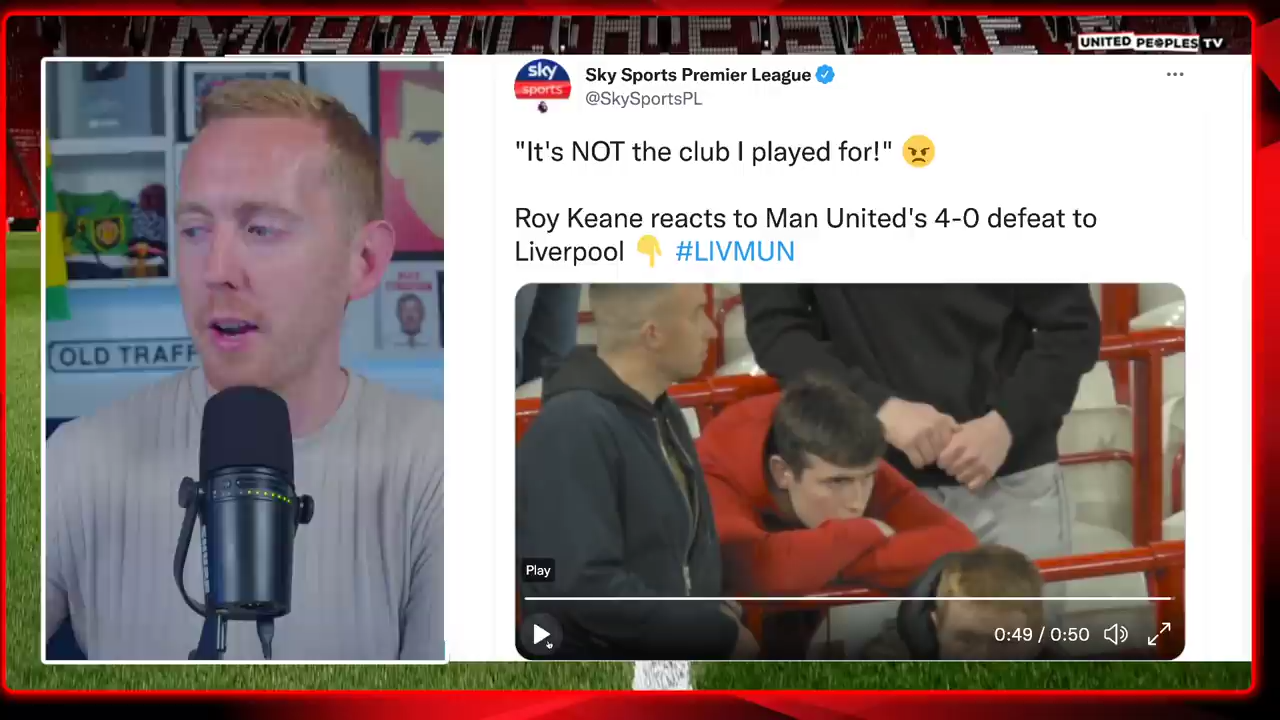 UNITED PEOPLES TV
sky
sports
Sky Sports Premier League
@SkySportsPL
"It's NOT the club I played for!" 😠
Roy Keane reacts to Man United's 4-0 defeat to
Liverpool 👇 #LIVMUN
OLD TRAFF
Play
0:49 / 0:50